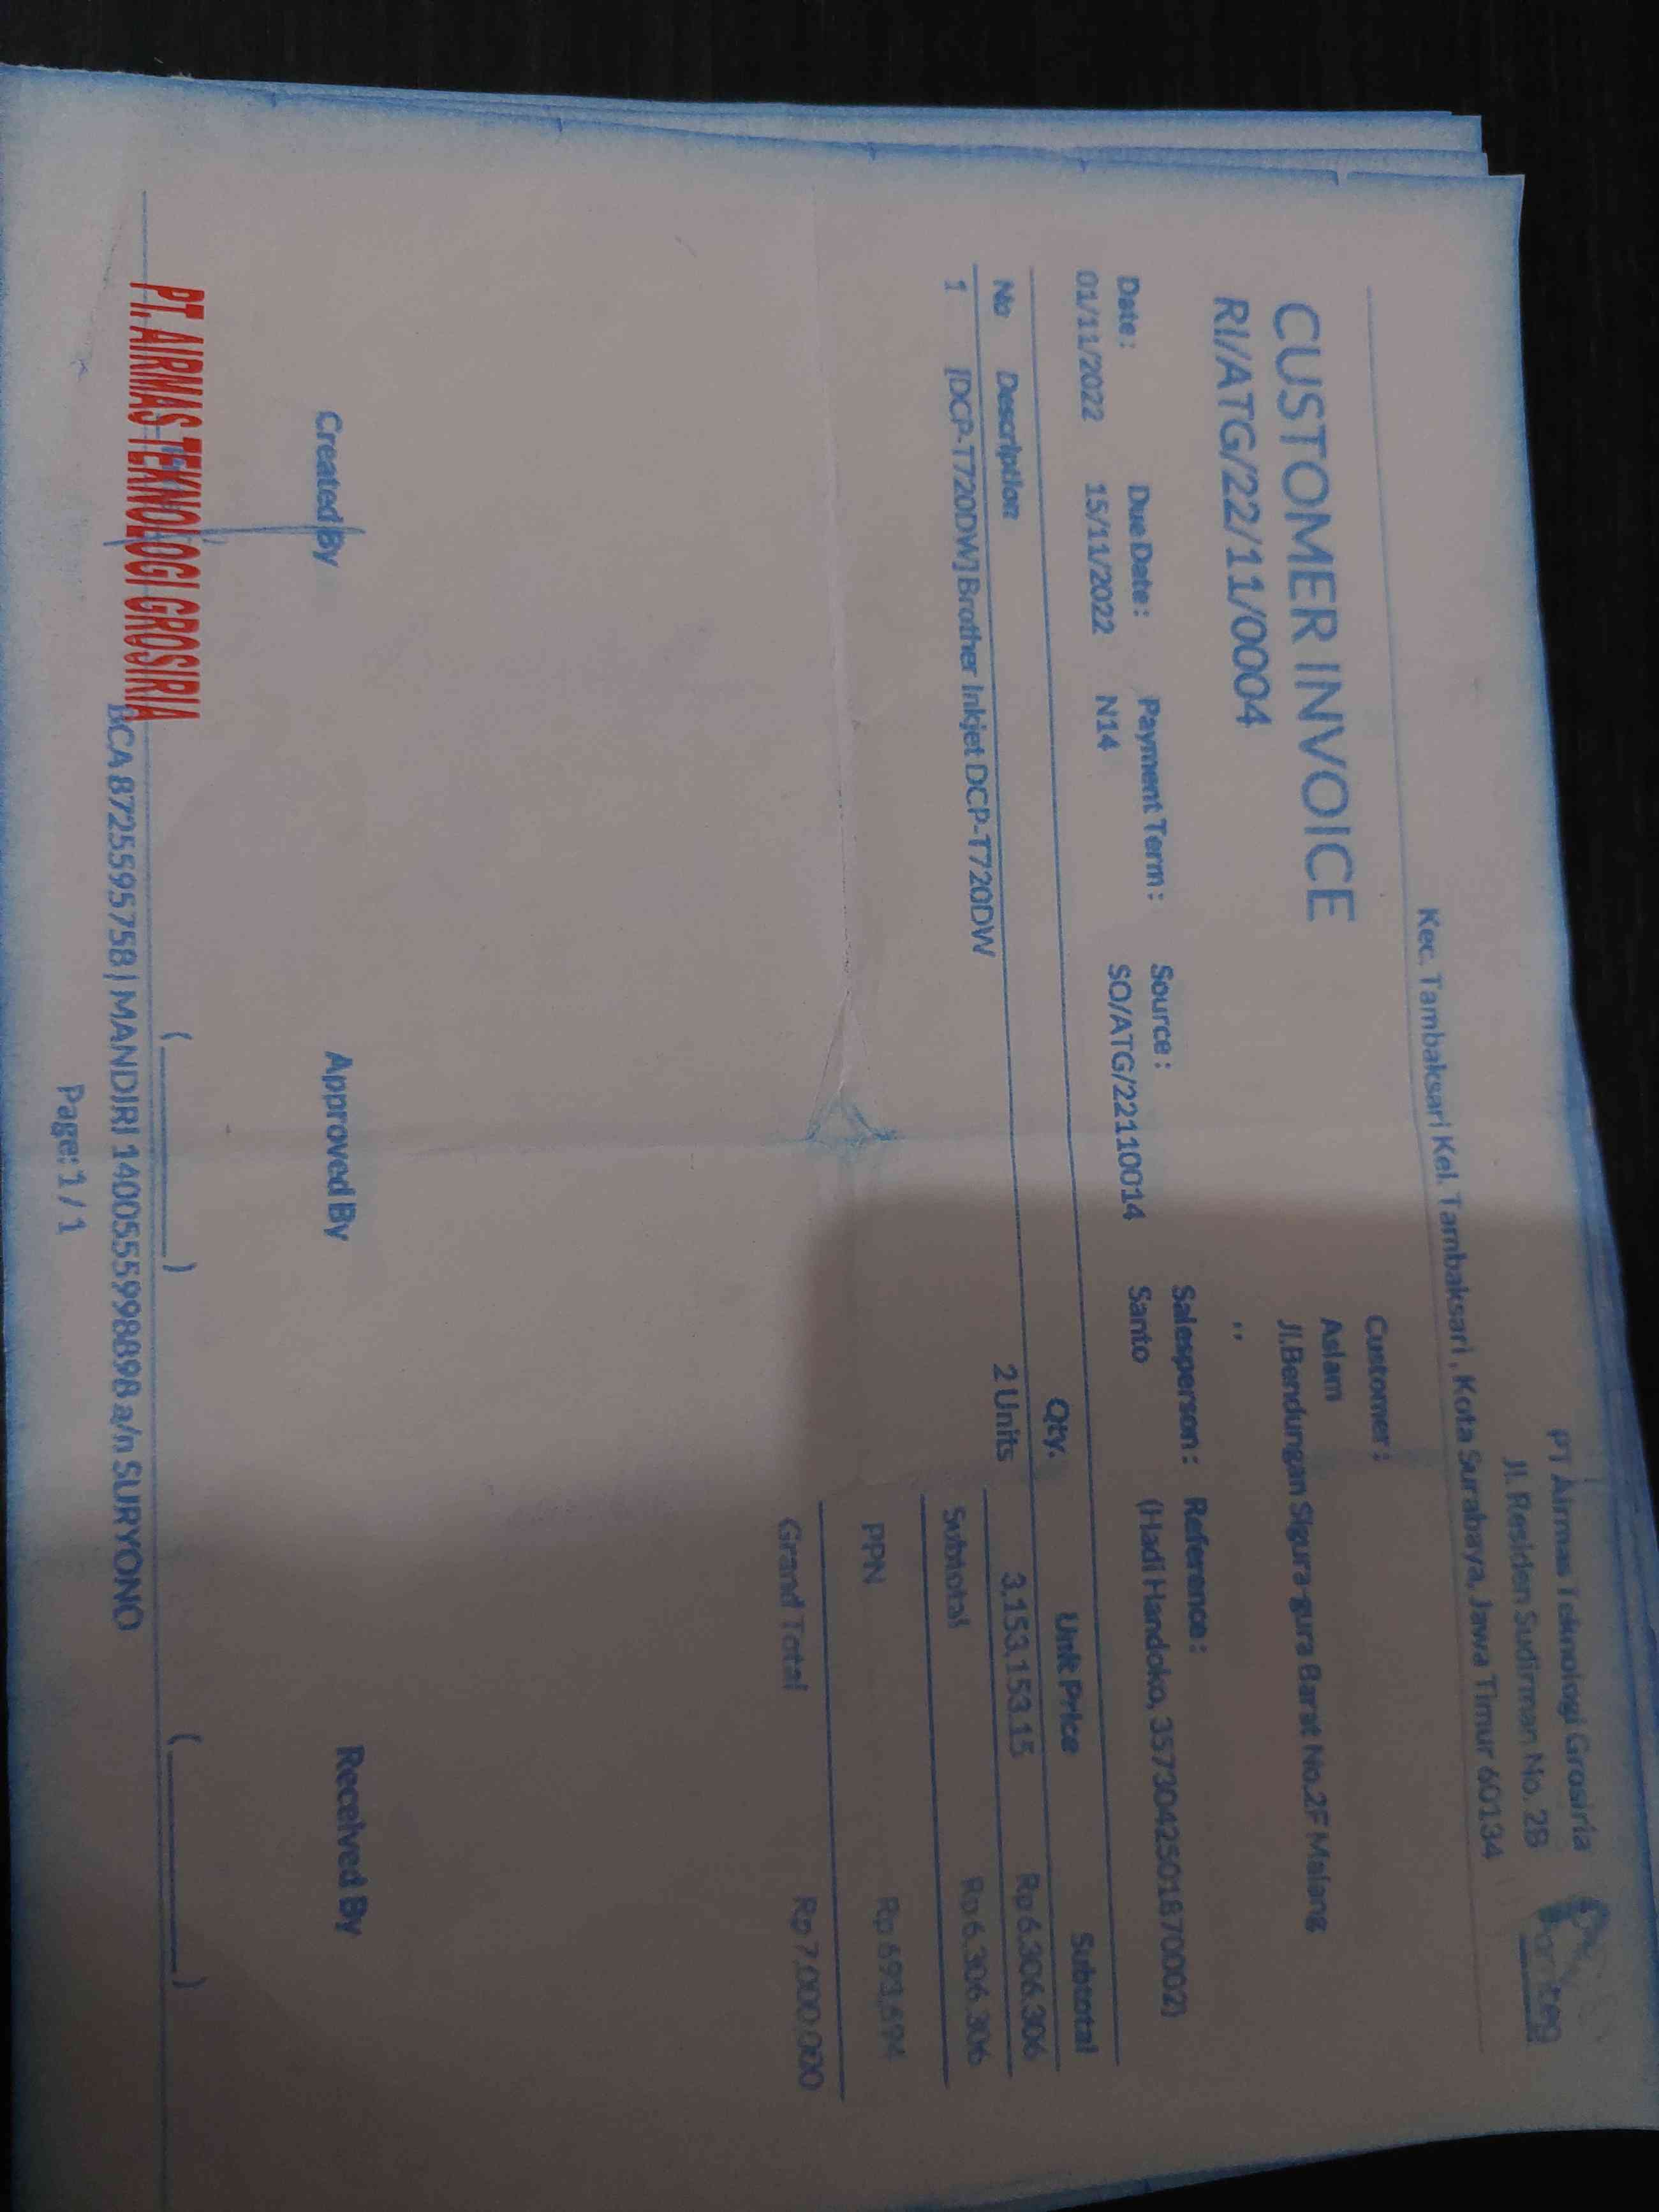 PT Airmas Teknologi Grosiria
Jl. Residen Sudirman No. 2B
Kec. Tambaksari Kel. Tambaksari , Kota Surabaya, Jawa Timur 60134
Customer :
Aslam
Jl.Bendungan Sigura-gura Barat No.2F Malang
, ,
CUSTOMER INVOICE
RI//ATG/22/11/0004
Date : Due Date : Payment Term : Source : Salesperson : Reference :
01/11/2022 15/11/2022 N14 SO/ATG/22110014 Santo (Hadi Handoko, 3573042501870002)
No Description Qty. Unit Price Subtotal
1 [DCP-T720DW] Brother Inkjet DCP-T720DW 2 Units 3,153,153.15 Rp 6.306.306
Subtotal Rp 6.306.306
PPN Rp 693,694
Grand Total Rp 7,000,000
Created By Approved By Received By
PT. AIRMAS TEKNOLOGI GROSIRIA
(__________) (__________)
BCA 8725595758 | MANDIRI 1400555998898 a/n SURYONO
Page: 1 / 1